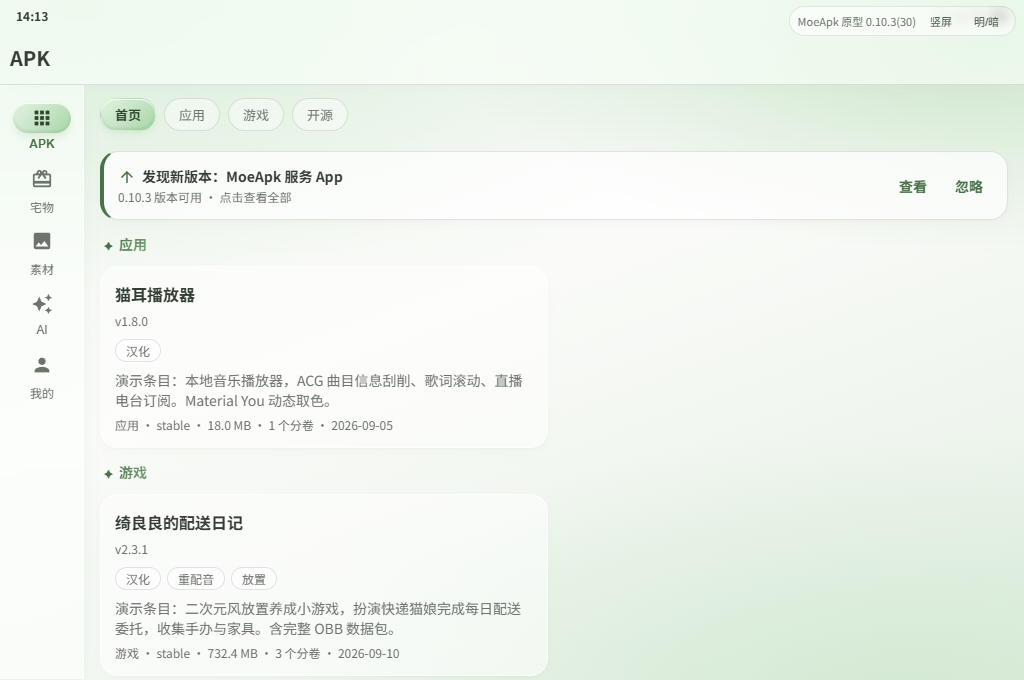 14:13
MoeApk 原型 0.10.3(30) 竖屏 明/暗
APK
APK
宅物
素材
AI
我的
首页 应用 游戏 开源
发现新版本：MoeApk 服务 App
0.10.3 版本可用 • 点击查看全部
查看 忽略
应用
猫耳播放器
v1.8.0
汉化
演示条目：本地音乐播放器，ACG 曲目信息刮削、歌词滚动、直播
电台订阅。Material You 动态取色。
应用 • stable • 18.0 MB • 1 个分卷 • 2026-09-05
游戏
绮良良的配送日记
v2.3.1
汉化 重配音 放置
演示条目：二次元风放置养成小游戏，扮演快递猫娘完成每日配送
委托，收集手办与家具。含完整 OBB 数据包。
游戏 • stable • 732.4 MB • 3 个分卷 • 2026-09-10